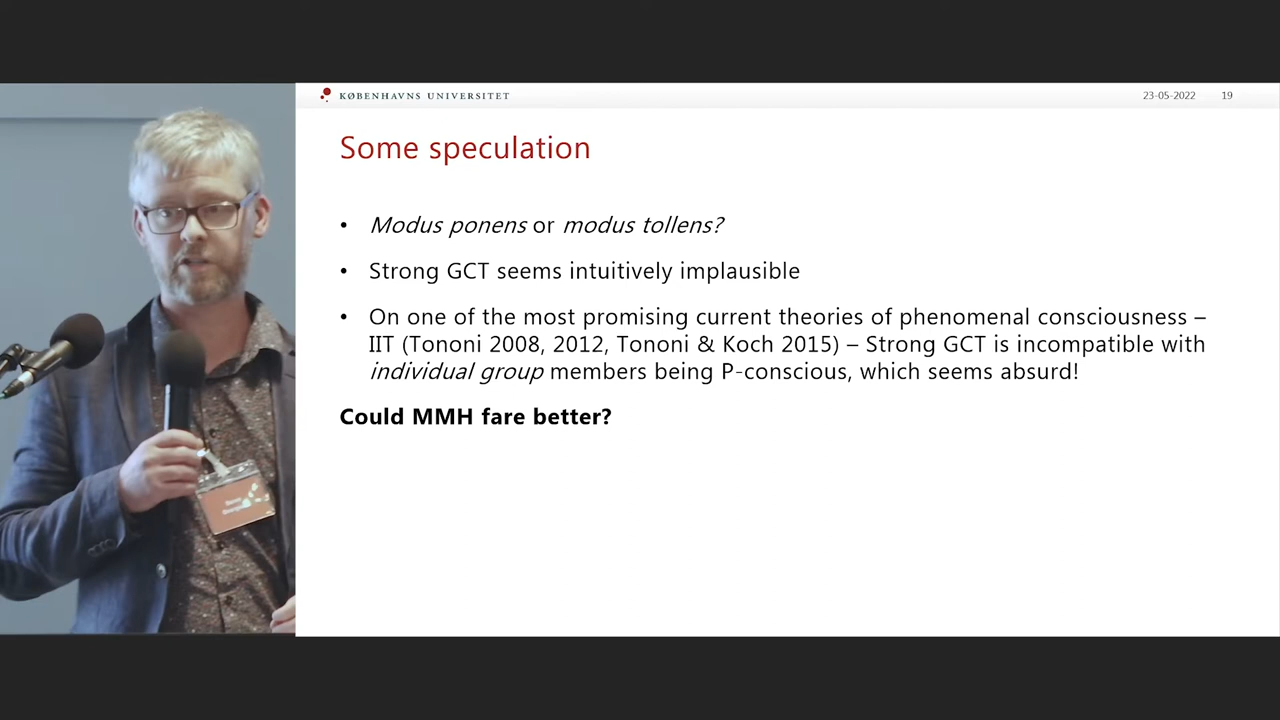 KØBENHAVNS UNIVERSITET
23-05-2022 19
Some speculation
• Modus ponens or modus tollens?
• Strong GCT seems intuitively implausible
• On one of the most promising current theories of phenomenal consciousness –
IIT (Tononi 2008, 2012, Tononi & Koch 2015) – Strong GCT is incompatible with
individual group members being P-conscious, which seems absurd!
Could MMH fare better?